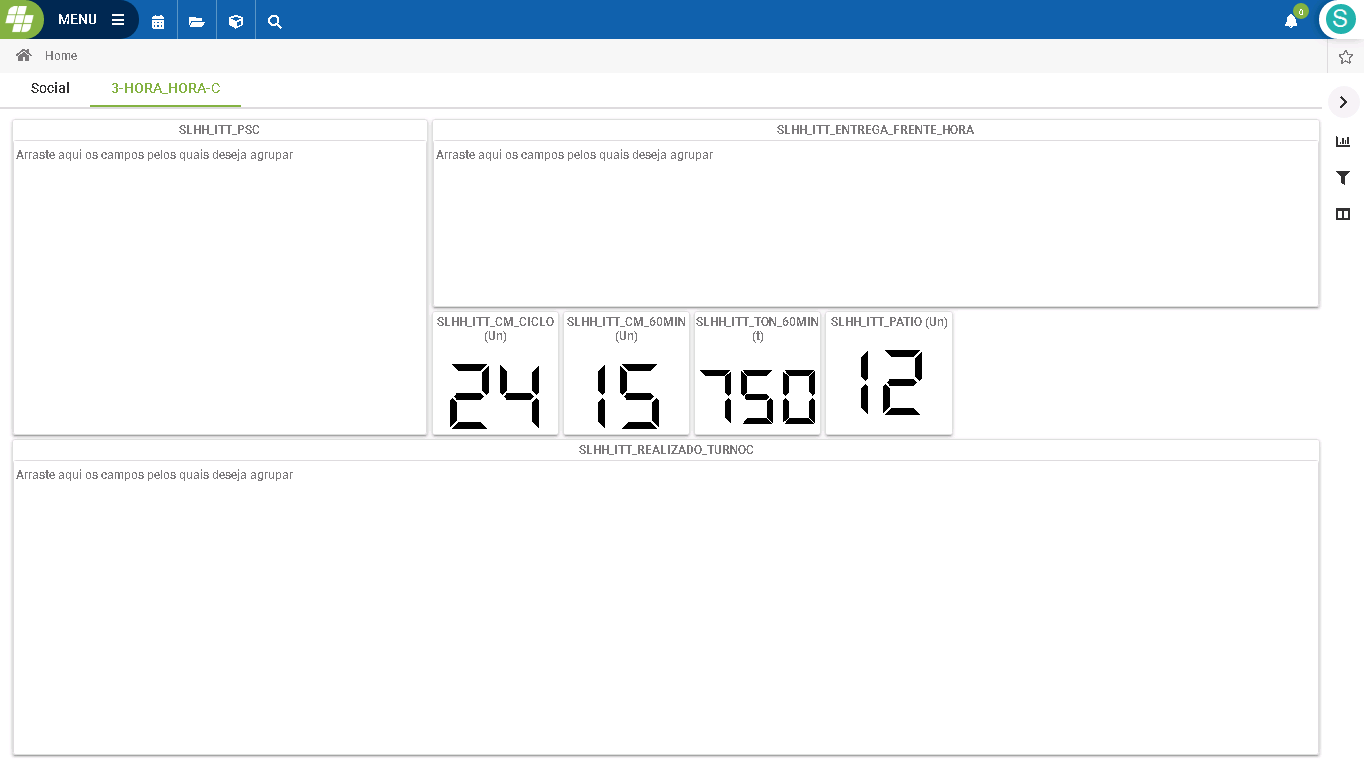 MENU
0
S
Home
Social
3-HORA_HORA-C
SLHH_ITT_PSC
Arraste aqui os campos pelos quais deseja agrupar
SLHH_ITT_ENTREGA_FRENTE_HORA
Arraste aqui os campos pelos quais deseja agrupar
SLHH_ITT_CM_CICLO
(Un)
24
SLHH_ITT_CM_60MIN
(Un)
15
SLHH_ITT_TON_60MIN
(t)
750
SLHH_ITT_PATIO (Un)
12
SLHH_ITT_REALIZADO_TURNOC
Arraste aqui os campos pelos quais deseja agrupar